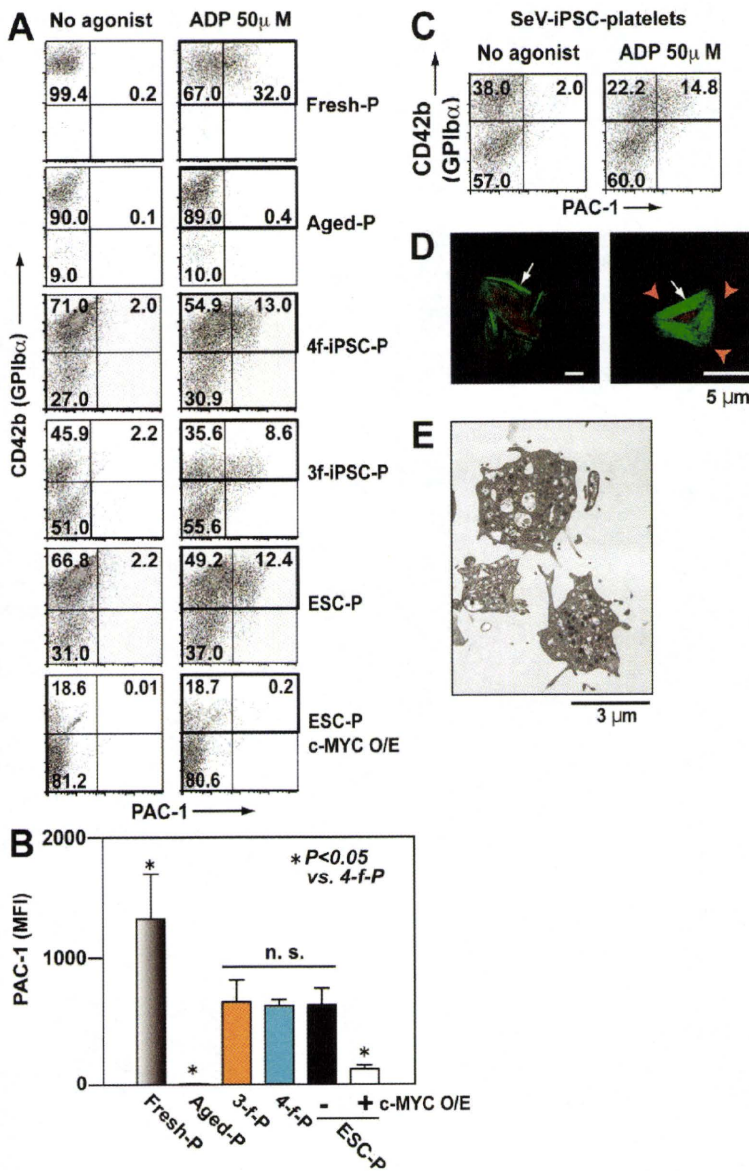 A
No agonist
ADP 50μ M
99.4
0.2
67.0
32.0
Fresh-P
90.0
0.1
9.0
89.0
0.4
10.0
Aged-P
71.0
2.0
27.0
54.9
13.0
30.9
4f-iPSC-P
45.9
2.2
51.0
35.6
8.6
55.6
3f-iPSC-P
66.8
2.2
31.0
49.2
12.4
37.0
ESC-P
18.6
0.01
81.2
18.7
0.2
80.6
ESC-P
c-MYC O/E
CD42b (GPIbα)
PAC-1
B
PAC-1 (MFI)
2000
1000
0
*
*
*
* P<0.05
vs. 4-f-P
n. s.
Fresh-P
Aged-P
3-f-P
4-f-P
- + c-MYC O/E
ESC-P
C
SeV-iPSC-platelets
No agonist
ADP 50μ M
38.0
2.0
57.0
22.2
14.8
60.0
CD42b
(GPIbα)
PAC-1
D
5 μm
E
3 μm